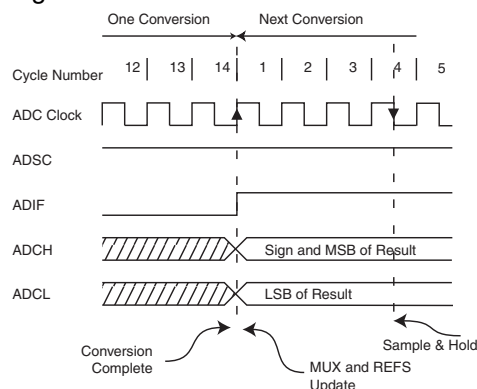 One Conversion Next Conversion
Cycle Number 12 13 14 1 2 3 4 5
ADC Clock
ADSC
ADIF
ADCH Sign and MSB of Result
ADCL LSB of Result
Conversion Complete
MUX and REFS Update
Sample & Hold